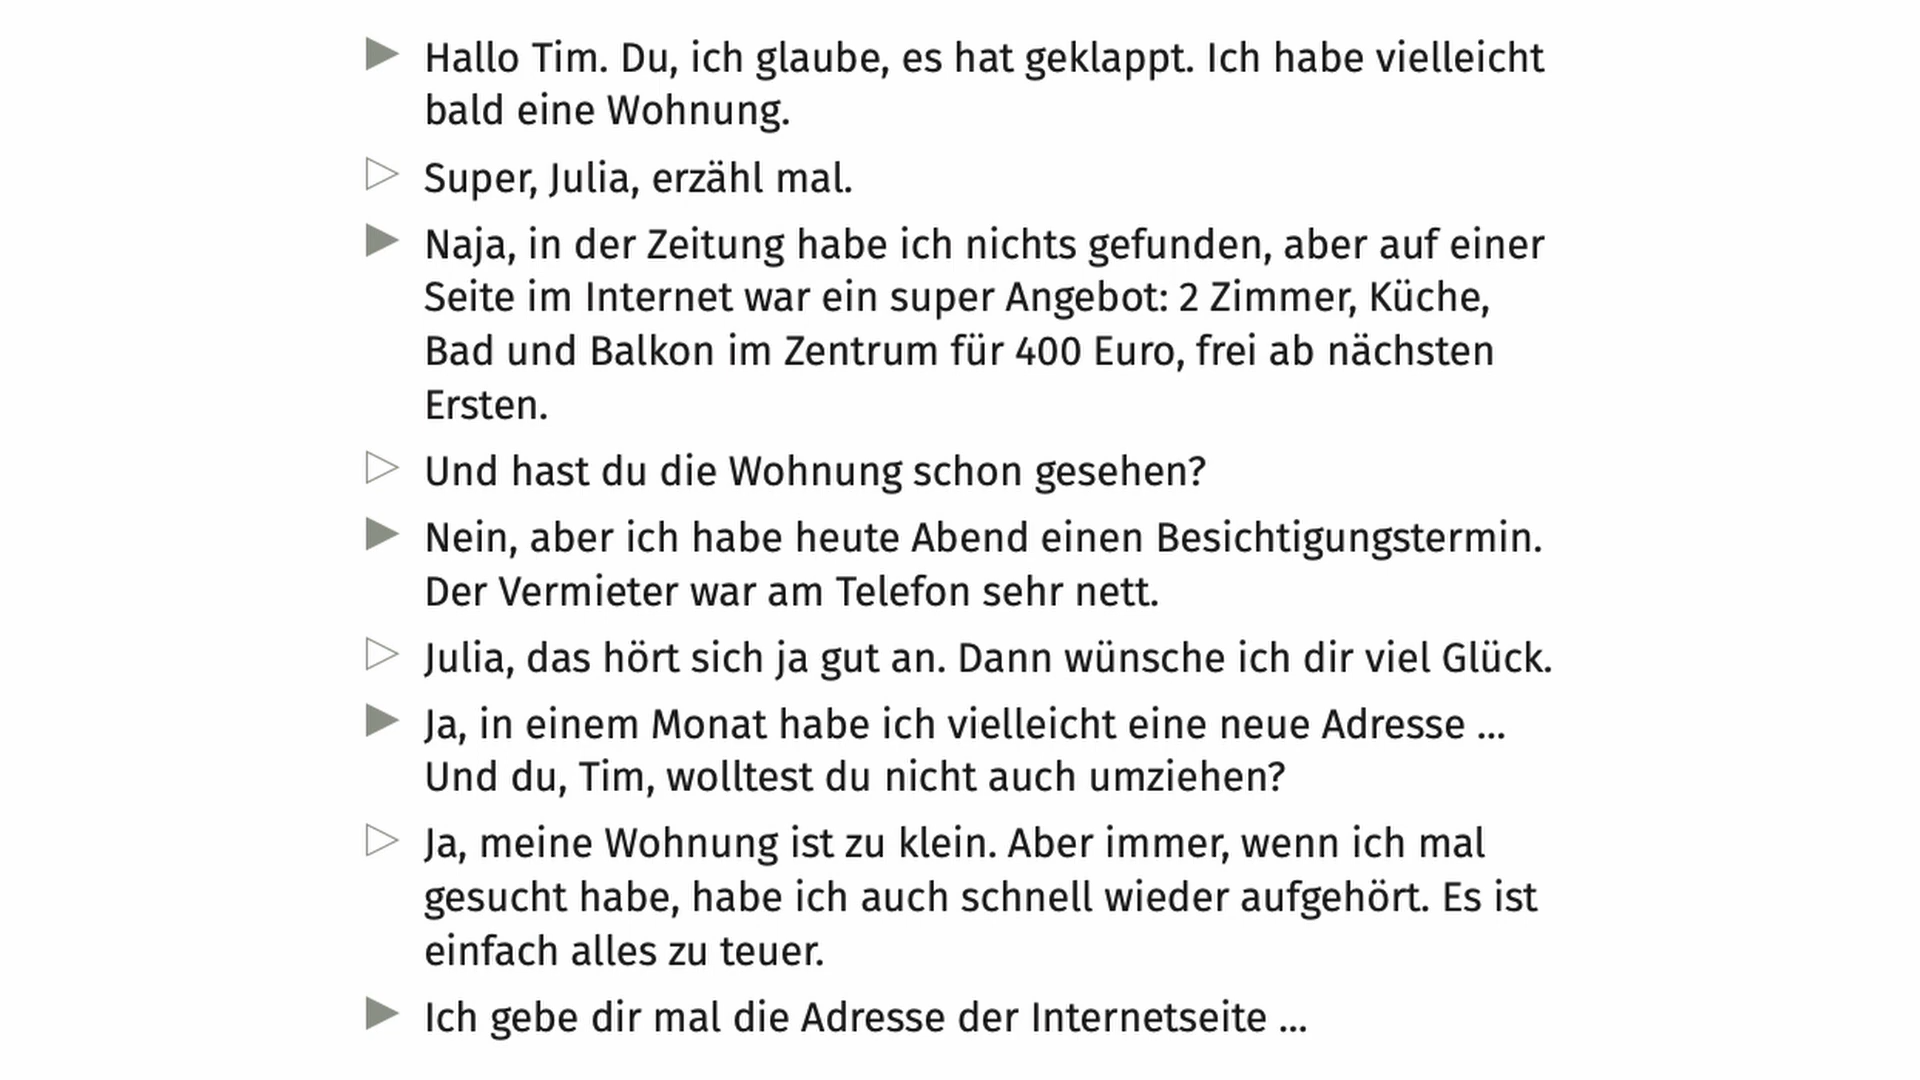 ▶ Hallo Tim. Du, ich glaube, es hat geklappt. Ich habe vielleicht
bald eine Wohnung.
▷ Super, Julia, erzähl mal.
▶ Naja, in der Zeitung habe ich nichts gefunden, aber auf einer
Seite im Internet war ein super Angebot: 2 Zimmer, Küche,
Bad und Balkon im Zentrum für 400 Euro, frei ab nächsten
Ersten.
▷ Und hast du die Wohnung schon gesehen?
▶ Nein, aber ich habe heute Abend einen Besichtigungstermin.
Der Vermieter war am Telefon sehr nett.
▷ Julia, das hört sich ja gut an. Dann wünsche ich dir viel Glück.
▶ Ja, in einem Monat habe ich vielleicht eine neue Adresse ...
Und du, Tim, wolltest du nicht auch umziehen?
▷ Ja, meine Wohnung ist zu klein. Aber immer, wenn ich mal
gesucht habe, habe ich auch schnell wieder aufgehört. Es ist
einfach alles zu teuer.
▶ Ich gebe dir mal die Adresse der Internetseite ...